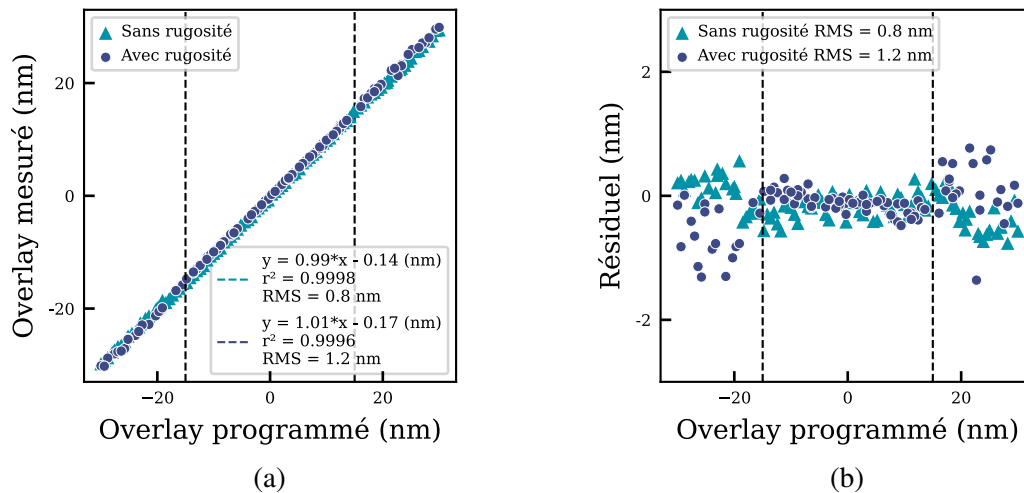 Sans rugosité
Avec rugosité
20
0
-20
Overlay mesuré (nm)
y = 0.99*x - 0.14 (nm)
r² = 0.9998
RMS = 0.8 nm
y = 1.01*x - 0.17 (nm)
r² = 0.9996
RMS = 1.2 nm
−20
0
20
Overlay programmé (nm)
(a)
Sans rugosité RMS = 0.8 nm
Avec rugosité RMS = 1.2 nm
2
0
-2
Résiduel (nm)
−20
0
20
Overlay programmé (nm)
(b)